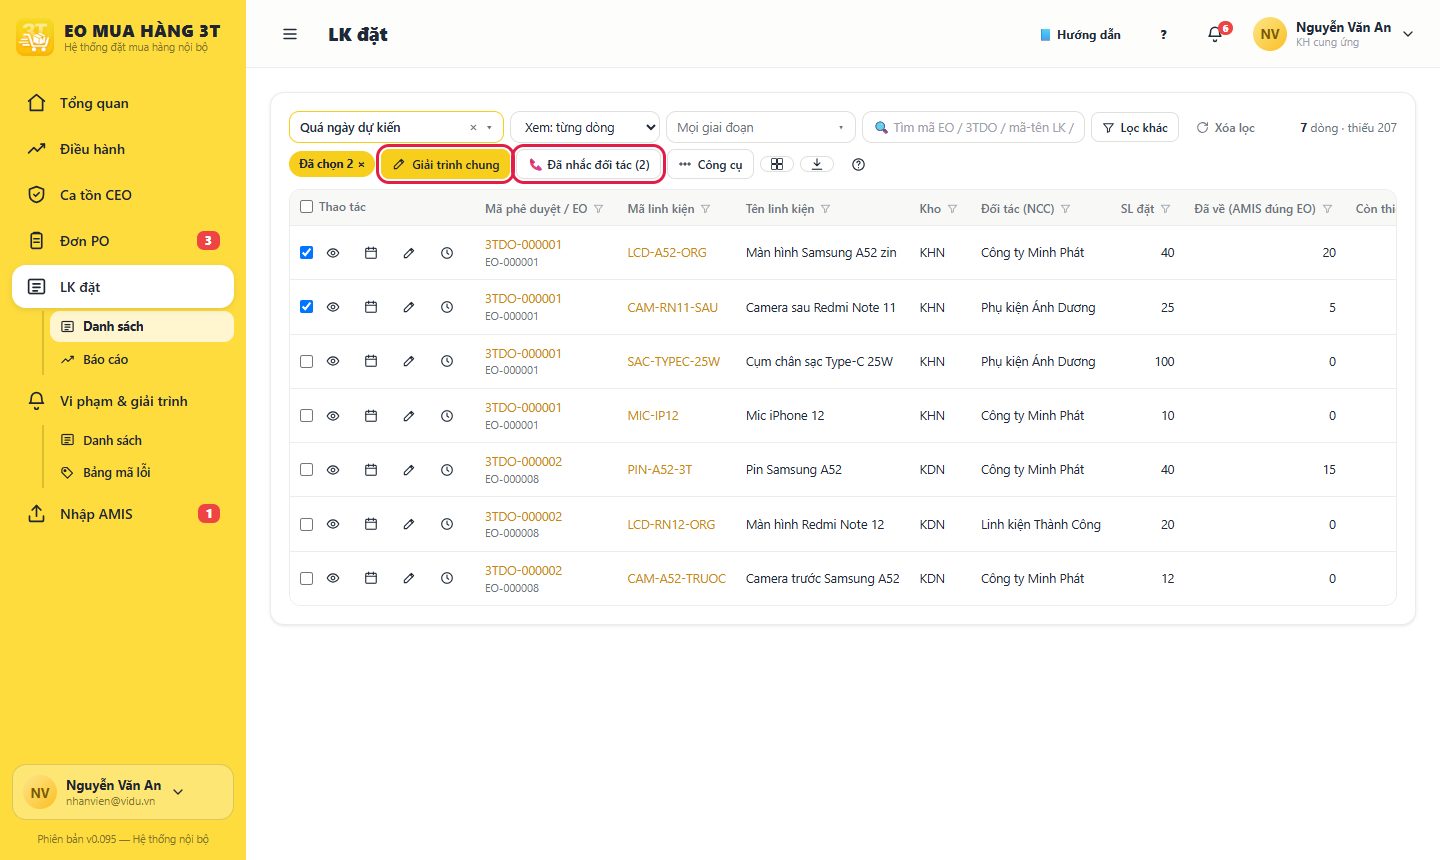 EO MUA HÀNG 3T
Hệ thống đặt mua hàng nội bộ
Tổng quan
Điều hành
Ca tồn CEO
Đơn PO 3
LK đặt
Danh sách
Báo cáo
Vi phạm & giải trình
Danh sách
Bảng mã lỗi
Nhập AMIS 1
NV Nguyễn Văn An
nhanvien@vidu.vn
Phiên bản v0.095 — Hệ thống nội bộ
LK đặt
Hướng dẫn ? 6 NV Nguyễn Văn An
KH cung ứng
Quá ngày dự kiến × Xem: từng dòng Mọi giai đoạn Tìm mã EO / 3TDO / mã-tên LK / Lọc khác Xóa lọc 7 dòng · thiếu 207
Đã chọn 2 × Giải trình chung Đã nhắc đối tác (2) Công cụ
Thao tác Mã phê duyệt / EO Mã linh kiện Tên linh kiện Kho Đối tác (NCC) SL đặt Đã về (AMIS đúng EO) Còn thi
3TDO-000001 LCD-A52-ORG Màn hình Samsung A52 zin KHN Công ty Minh Phát 40 20
EO-000001
3TDO-000001 CAM-RN11-SAU Camera sau Redmi Note 11 KHN Phụ kiện Ánh Dương 25 5
EO-000001
3TDO-000001 SAC-TYPEC-25W Cụm chân sạc Type-C 25W KHN Phụ kiện Ánh Dương 100 0
EO-000001
3TDO-000001 MIC-IP12 Mic iPhone 12 KHN Công ty Minh Phát 10 0
EO-000001
3TDO-000002 PIN-A52-3T Pin Samsung A52 KDN Công ty Minh Phát 40 15
EO-000008
3TDO-000002 LCD-RN12-ORG Màn hình Redmi Note 12 KDN Linh kiện Thành Công 20 0
EO-000008
3TDO-000002 CAM-A52-TRUOC Camera trước Samsung A52 KDN Công ty Minh Phát 12 0
EO-000008